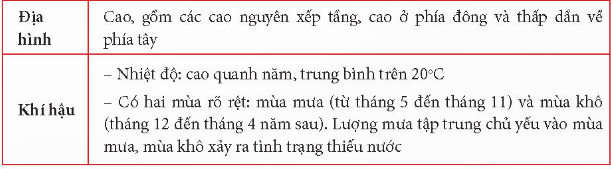 Địa hình
Cao, gồm các cao nguyên xếp tầng, cao ở phía đông và thấp dần về
phía tây
Khí hậu
– Nhiệt độ: cao quanh năm, trung bình trên 20°C
– Có hai mùa rõ rệt: mùa mưa (từ tháng 5 đến tháng 11) và mùa khô
(tháng 12 đến tháng 4 năm sau). Lượng mưa tập trung chủ yếu vào mùa
mưa, mùa khô xảy ra tình trạng thiếu nước